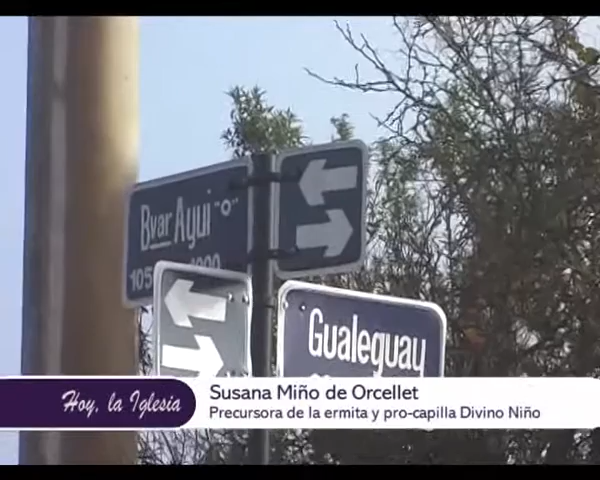 Bvar Ayui "O"
Gualeguay
Hoy, la Iglesia
Susana Miño de Orcellet
Precursora de la ermita y pro-capilla Divino Niño